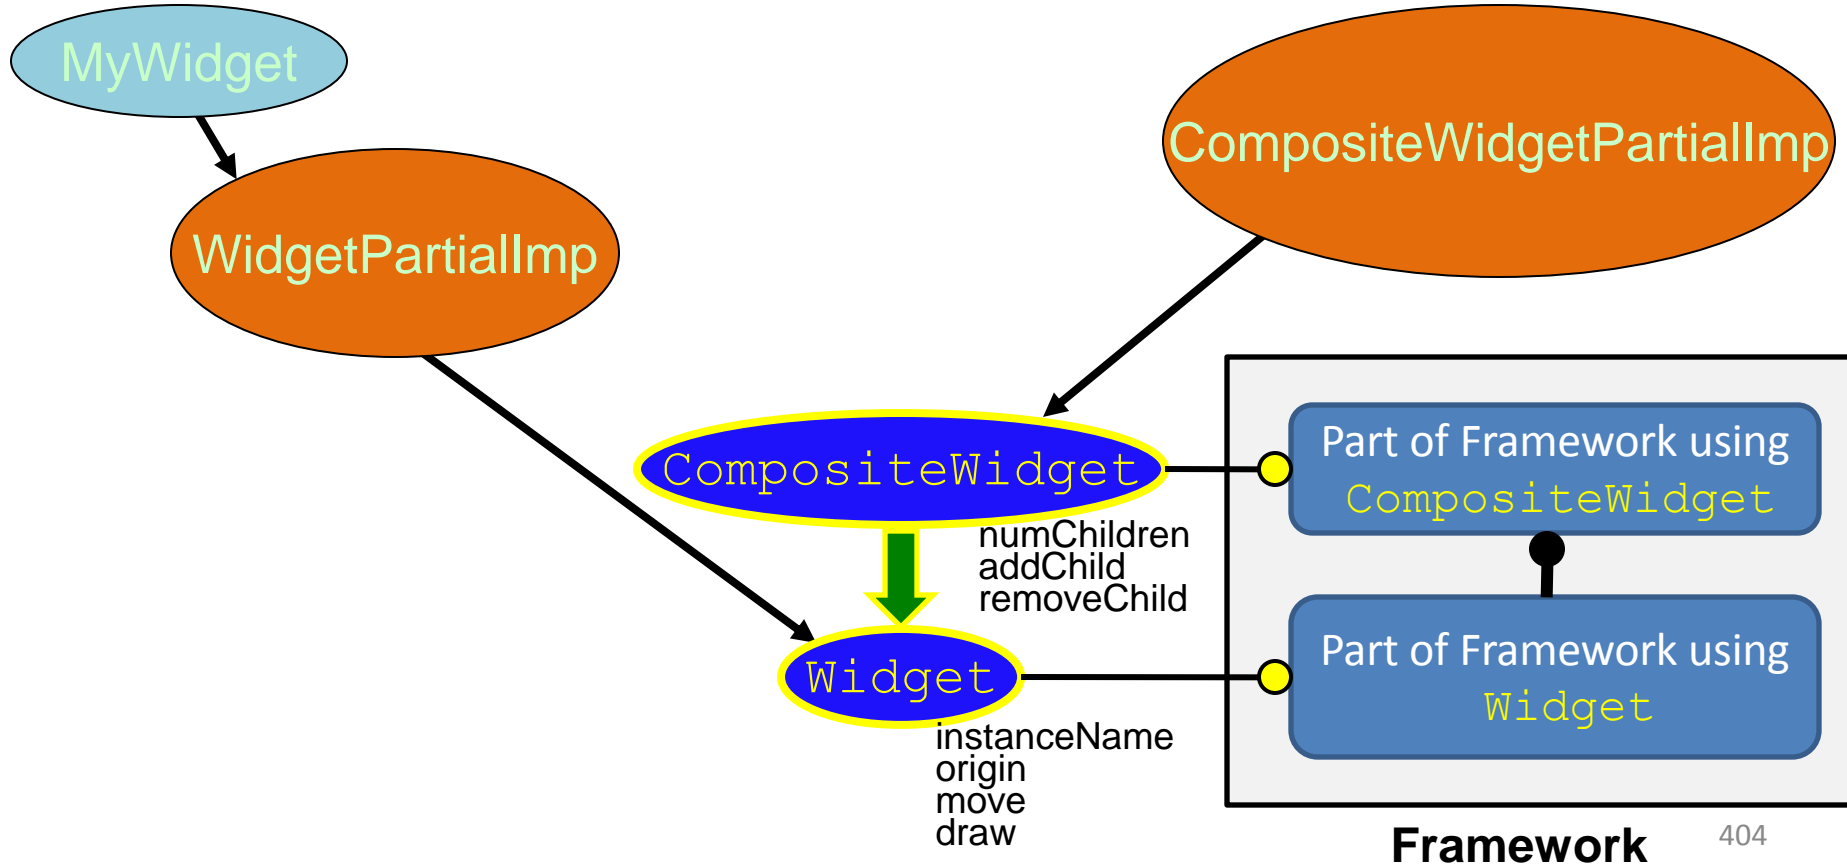 MyWidget
CompositeWidgetPartialImp
WidgetPartialImp
CompositeWidget
numChildren
addChild
removeChild
Widget
instanceName
origin
move
draw
Part of Framework using
CompositeWidget
Part of Framework using
Widget
Framework
404